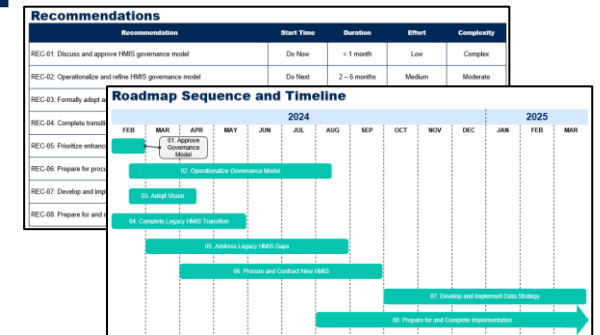 Recommendations
Recommendation Start Time Duration Effort Complexity
REC-01: Discuss and approve HMIS governance model Do Now < 1 month Low Complex
REC-02: Operationalize and refine HMIS governance model Do Next 2 – 6 months Medium Moderate
REC-03: Formally adopt a
REC-04: Complete transiti
REC-05: Prioritize enhanc
REC-06: Prepare for procu
REC-07: Develop and impl
REC-08: Prepare for and
Roadmap Sequence and Timeline
2024 2025
FEB MAR APR MAY JUN JUL AUG SEP OCT NOV DEC JAN FEB MAR
01. Approve
Governance
Model
02. Operationalize Governance Model
03. Adopt Vision
04. Complete Legacy HMIS Transition
05. Address Legacy HMIS Gaps
06. Procure and Contract New HMIS
07. Develop and Implement Data Strategy
08. Prepare for and Complete Implementation